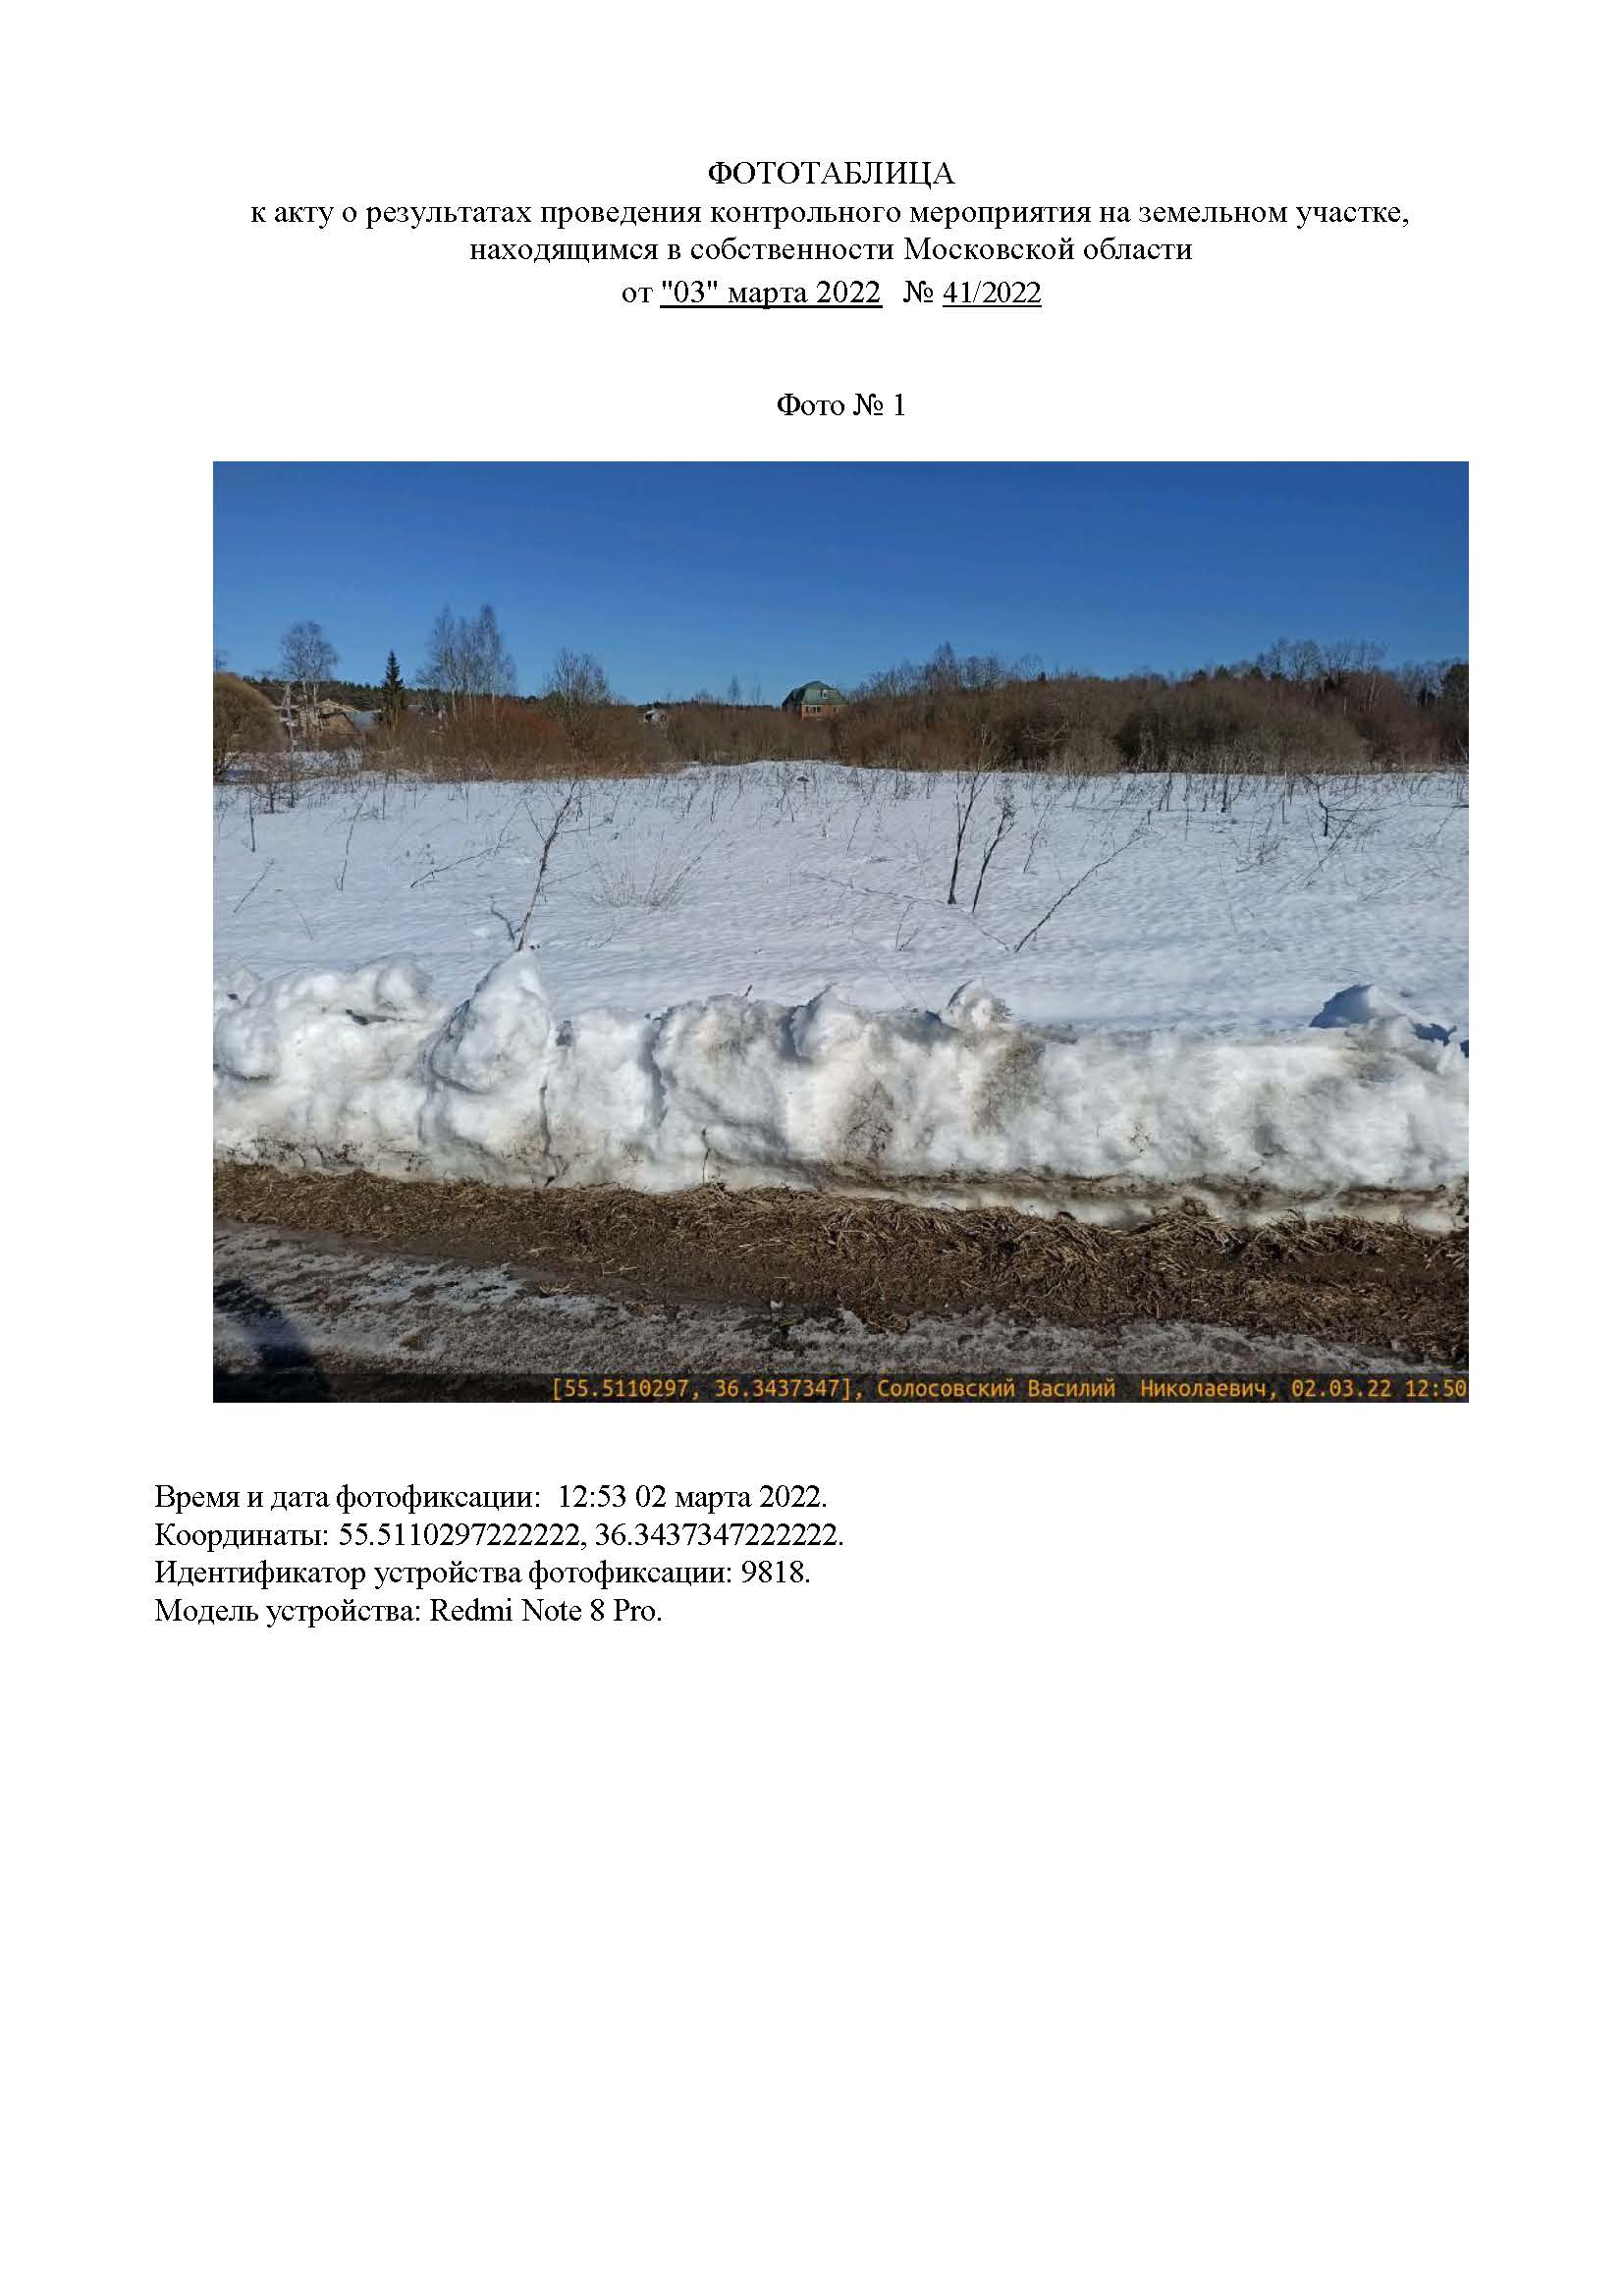 ФОТОТАБЛИЦА
к акту о результатах проведения контрольного мероприятия на земельном участке,
находящимся в собственности Московской области
от "03" марта 2022 № 41/2022
Фото № 1
[55.5110297, 36.3437347], Солосовский Василий Николаевич, 02.03.22 12:50
Время и дата фотофиксации: 12:53 02 марта 2022.
Координаты: 55.5110297222222, 36.3437347222222.
Идентификатор устройства фотофиксации: 9818.
Модель устройства: Redmi Note 8 Pro.